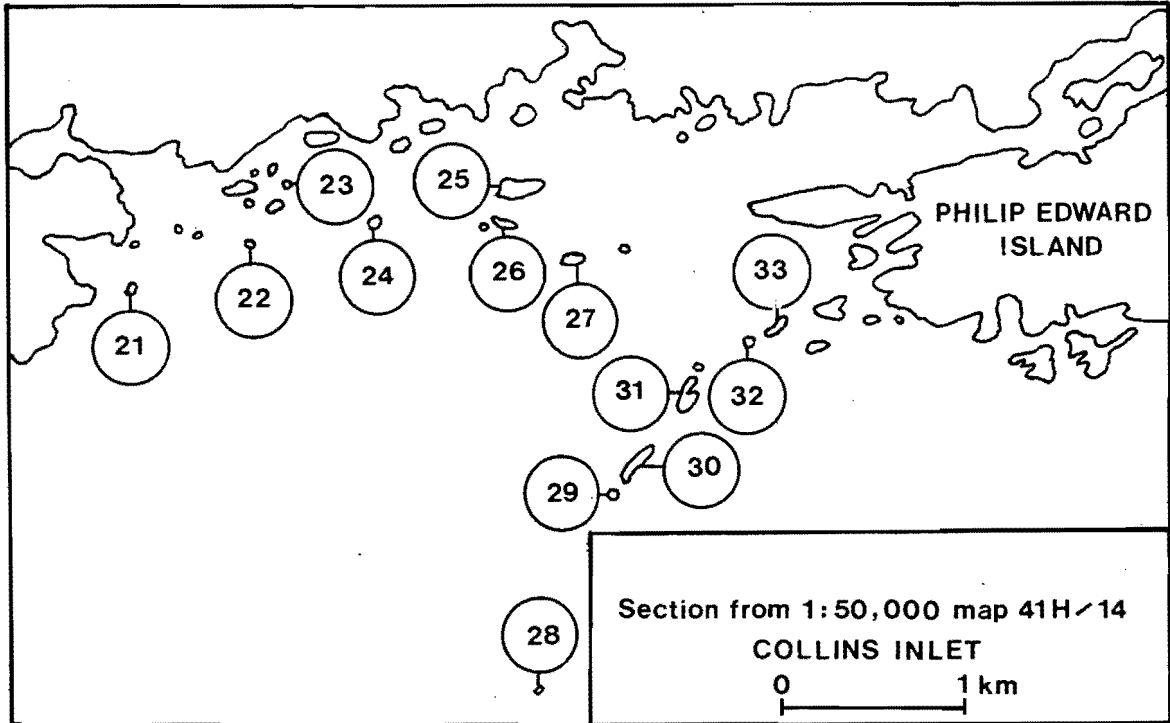 23
25
PHILIP EDWARD
ISLAND
24
26
33
22
27
21
31
32
30
29
28
Section from 1:50,000 map 41H/14
COLLINS INLET
0 1 km